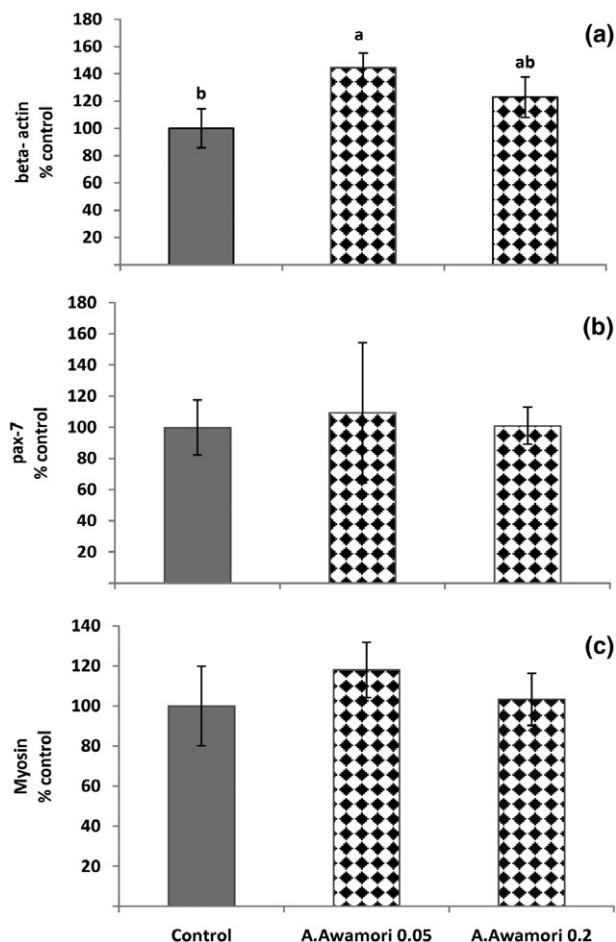 (a)
180
160
140
120
100
80
60
40
20
beta- actin
% control
b
a
ab
(b)
180
160
140
120
100
80
60
40
20
pax-7
% control
(c)
140
120
100
80
60
40
20
Myosin
% control
Control A.Awamori 0.05 A.Awamori 0.2